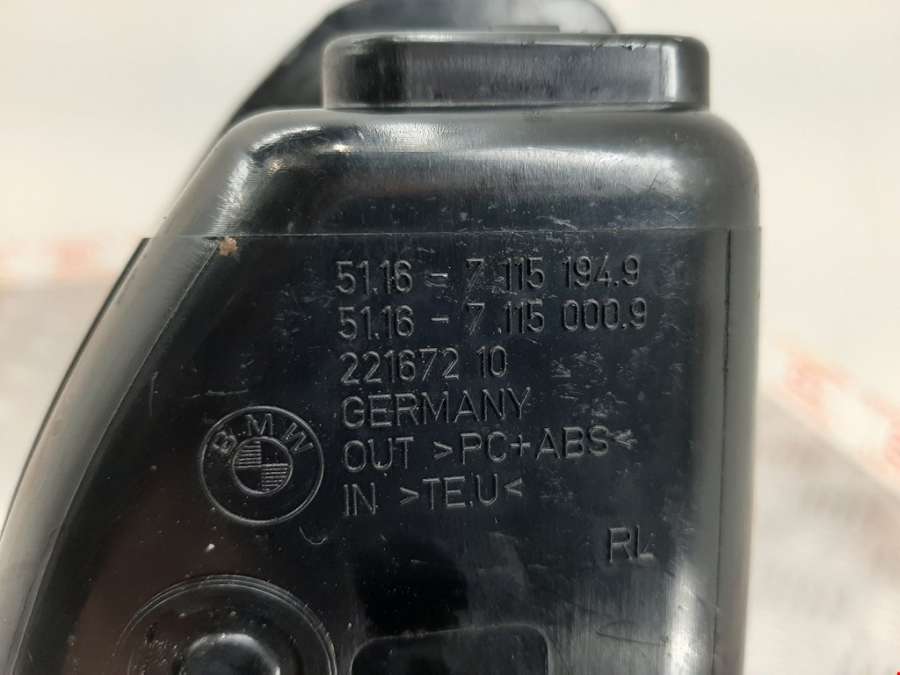 51.16 - 7.115 194.9
51.16 - 7.115 000.9
221672 10
GERMANY
OUT >PC+ABS<
IN >TE.U<
BMW
RL